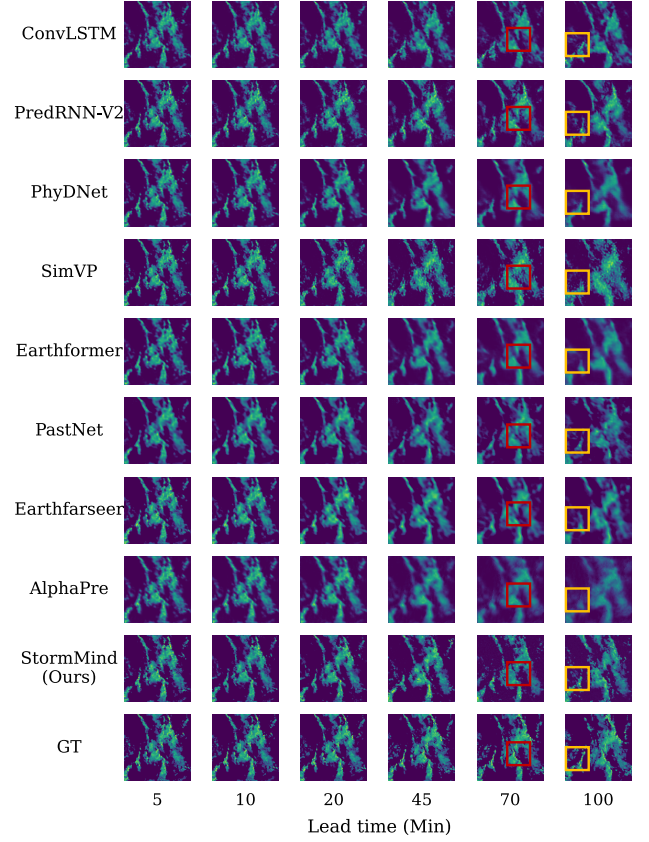 ConvLSTM
PredRNN-V2
PhyDNet
SimVP
Earthformer
PastNet
Earthfarseer
AlphaPre
StormMind
(Ours)
GT
5 10 20 45 70 100
Lead time (Min)